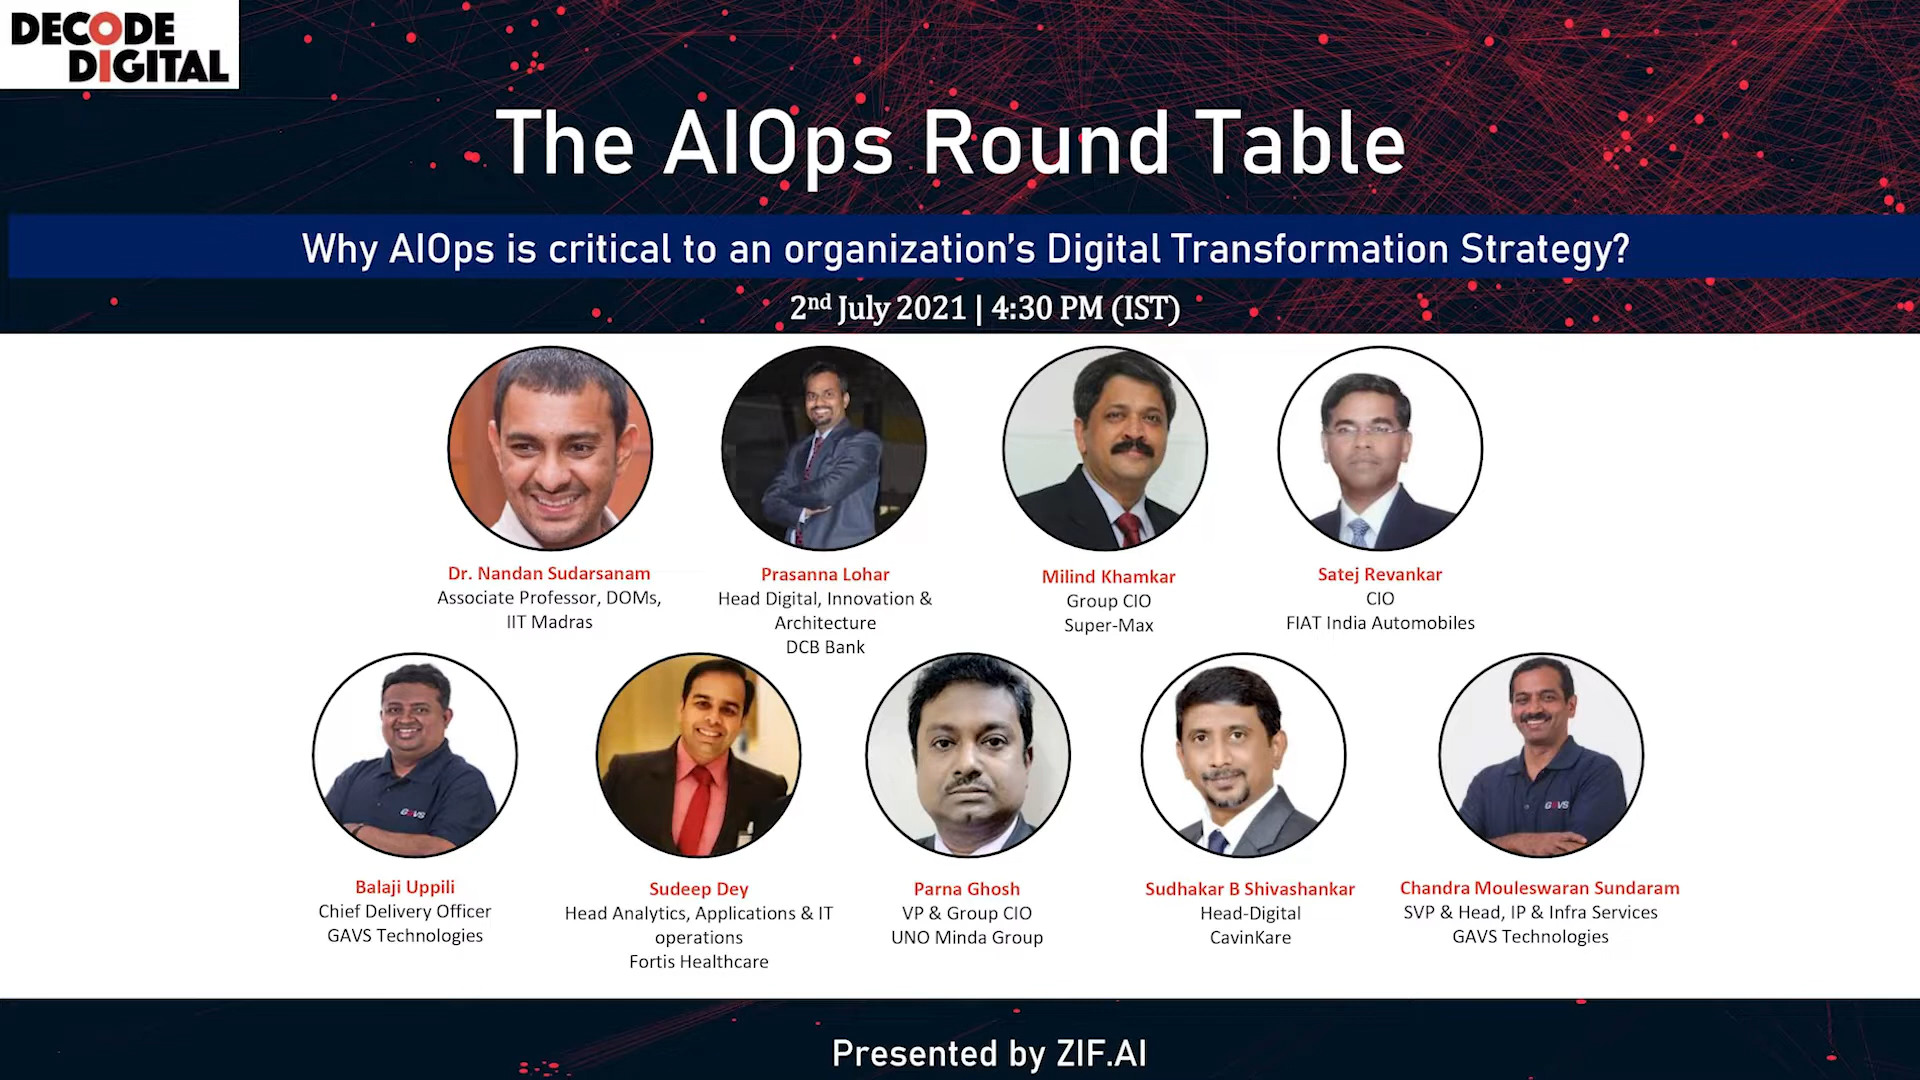 DECODE
DIGITAL
The AIOps Round Table
Why AIOps is critical to an organization's Digital Transformation Strategy?
2nd July 2021 | 4:30 PM (IST)
Dr. Nandan Sudarsanam
Associate Professor, DOMs,
IIT Madras
Prasanna Lohar
Head Digital, Innovation &
Architecture
DCB Bank
Milind Khamkar
Group CIO
Super-Max
Satej Revankar
CIO
FIAT India Automobiles
GAVS
GAVS
Balaji Uppili
Chief Delivery Officer
GAVS Technologies
Sudeep Dey
Head Analytics, Applications & IT
operations
Fortis Healthcare
Parna Ghosh
VP & Group CIO
UNO Minda Group
Sudhakar B Shivashankar
Head-Digital
CavinKare
Chandra Mouleswaran Sundaram
SVP & Head, IP & Infra Services
GAVS Technologies
Presented by ZIF.AI